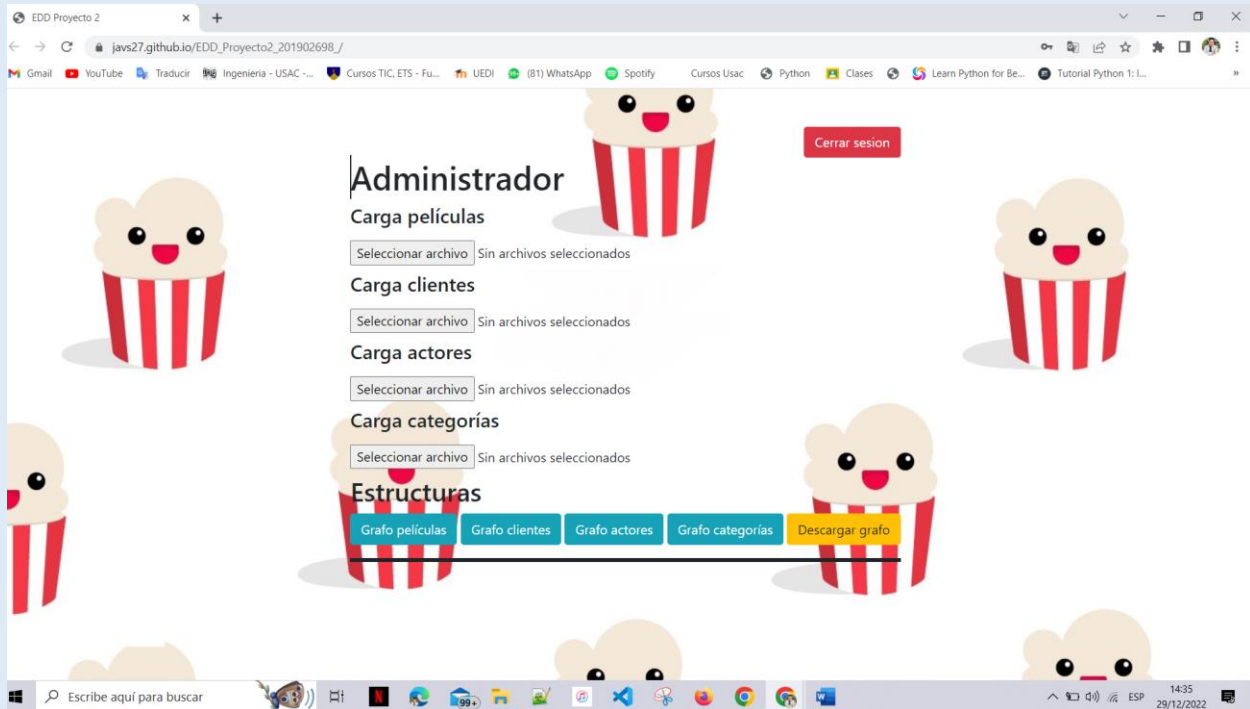 EDD Proyecto 2
javs27.github.io/EDD_Proyecto2_201902698_/
Gmail YouTube Traducir Ingenieria - USAC -... Cursos TIC, ETS - Fu... UEDI (81) WhatsApp Spotify Cursos Usac Python Clases Learn Python for Be... Tutorial Python 1: I... »
Cerrar sesion
Administrador
Carga películas
Seleccionar archivo Sin archivos seleccionados
Carga clientes
Seleccionar archivo Sin archivos seleccionados
Carga actores
Seleccionar archivo Sin archivos seleccionados
Carga categorías
Seleccionar archivo Sin archivos seleccionados
Estructuras
Grafo películas Grafo clientes Grafo actores Grafo categorías Descargar grafo
Escribe aquí para buscar 99+ ESP 14:35
29/12/2022